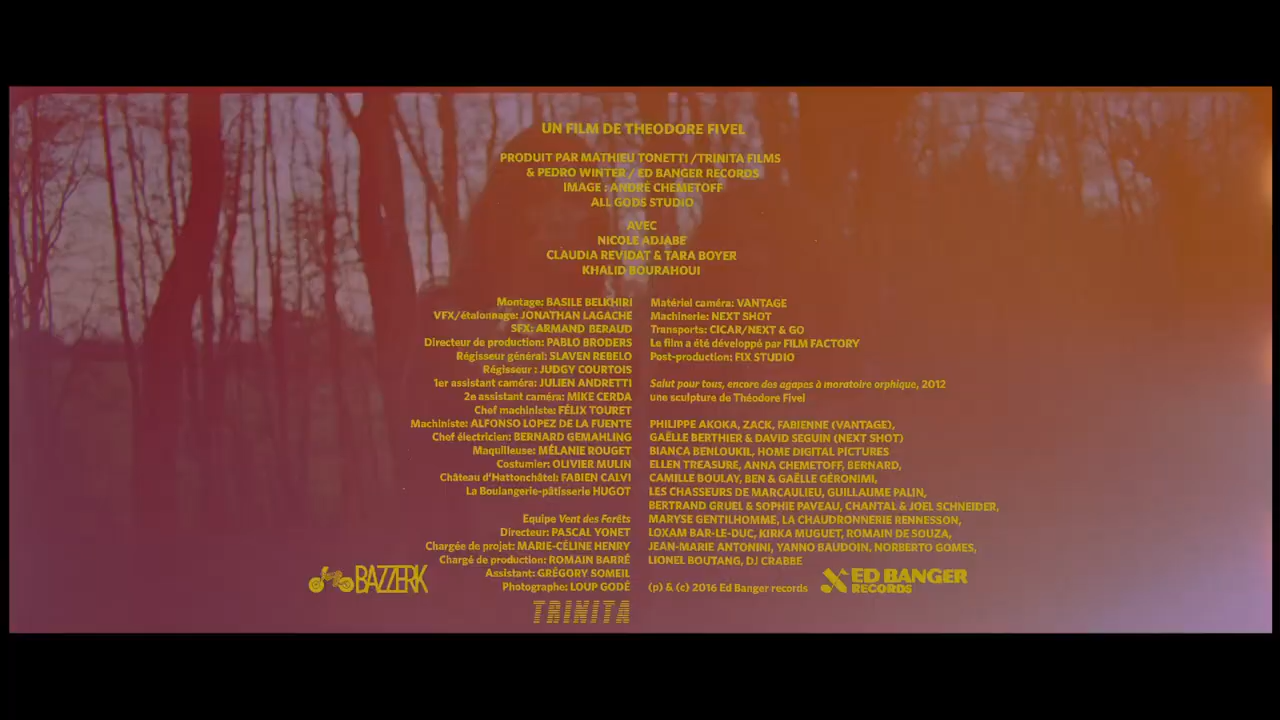 UN FILM DE THEODORE FIVEL
PRODUIT PAR MATHIEU TONETTI /TRINITA FILMS
& PEDRO WINTER / ED BANGER RECORDS
IMAGE : ANDRÉ CHEMETOFF
ALL GODS STUDIO
AVEC
NICOLE ADJABE
CLAUDIA REVIDAT & TARA BOYER
KHALID BOURAHOUI
Montage: BASILE BELKHIRI
VFX/étalonnage: JONATHAN LAGACHE
SFX: ARMAND BERAUD
Directeur de production: PABLO BRODERS
Régisseur général: SLAVEN REBELO
Régisseur : JUDGY COURTOIS
1er assistant caméra: JULIEN ANDRETTI
2e assistant caméra: MIKE CERDA
Chef machiniste: FÉLIX TOURET
Machiniste: ALFONSO LOPEZ DE LA FUENTE
Chef électricien: BERNARD GEMAHLING
Maquilleuse: MÉLANIE ROUGET
Costumier: OLIVIER MULIN
Château d'Hattonchâtel: FABIEN CALVI
La Boulangerie-pâtisserie HUGOT
Equipe Vent des Forêts
Directeur: PASCAL YONET
Chargée de projet: MARIE-CÉLINE HENRY
Chargé de production: ROMAIN BARRÉ
Assistant: GRÉGORY SOMEIL
Photographe: LOUP GODÉ
Matériel caméra: VANTAGE
Machinerie: NEXT SHOT
Transports: CICAR/NEXT & GO
Le film a été développé par FILM FACTORY
Post-production: FIX STUDIO
Salut pour tous, encore des agapes à moratoire orphique, 2012
une sculpture de Théodore Fivel
PHILIPPE AKOKA, ZACK, FABIENNE (VANTAGE),
GAËLLE BERTHIER & DAVID SEGUIN (NEXT SHOT)
BIANCA BENLOUKIL, HOME DIGITAL PICTURES
ELLEN TREASURE, ANNA CHEMETOFF, BERNARD,
CAMILLE BOULAY, BEN & GAËLLE GÉRONIMI,
LES CHASSEURS DE MARCAULIEU, GUILLAUME PALIN,
BERTRAND GRUEL & SOPHIE PAVEAU, CHANTAL & JOEL SCHNEIDER,
MARYSE GENTILHOMME, LA CHAUDRONNERIE RENNESSON,
LOXAM BAR-LE-DUC, KIRKA MUGUET, ROMAIN DE SOUZA,
JEAN-MARIE ANTONINI, YANNO BAUDOIN, NORBERTO GOMES,
LIONEL BOUTANG, DJ CRABBE
(p) & (c) 2016 Ed Banger records
BAZZERK
ED BANGER
RECORDS
TRINITA